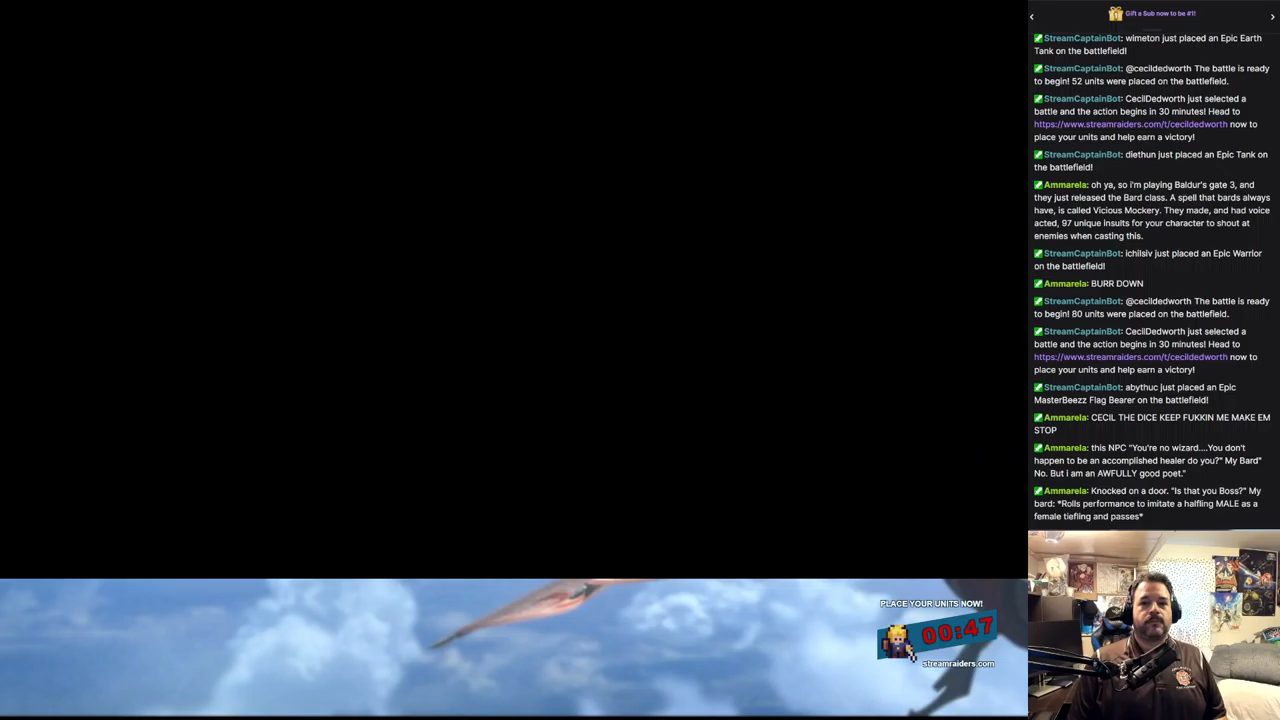 Gift a Sub now to be #1!
StreamCaptainBot: wimeton just placed an Epic Earth
Tank on the battlefield!
StreamCaptainBot: @cecildedworth The battle is ready
to begin! 52 units were placed on the battlefield.
StreamCaptainBot: CecilDedworth just selected a
battle and the action begins in 30 minutes! Head to
https://www.streamraiders.com/t/cecildedworth now to
place your units and help earn a victory!
StreamCaptainBot: diethun just placed an Epic Tank on
the battlefield!
Ammarela: oh ya, so i'm playing Baldur's gate 3, and
they just released the Bard class. A spell that bards always
have, is called Vicious Mockery. They made, and had voice
acted, 97 unique insults for your character to shout at
enemies when casting this.
StreamCaptainBot: ichilsiv just placed an Epic Warrior
on the battlefield!
Ammarela: BURR DOWN
StreamCaptainBot: @cecildedworth The battle is ready
to begin! 80 units were placed on the battlefield.
StreamCaptainBot: CecilDedworth just selected a
battle and the action begins in 30 minutes! Head to
https://www.streamraiders.com/t/cecildedworth now to
place your units and help earn a victory!
StreamCaptainBot: abythuc just placed an Epic
MasterBeezz Flag Bearer on the battlefield!
Ammarela: CECIL THE DICE KEEP FUKKIN ME MAKE EM
STOP
Ammarela: this NPC "You're no wizard....You don't
happen to be an accomplished healer do you?" My Bard"
No. But i am an AWFULLY good poet."
Ammarela: Knocked on a door. "Is that you Boss?" My
bard: *Rolls performance to imitate a halfling MALE as a
female tiefling and passes*
PLACE YOUR UNITS NOW!
00:47
streamraiders.com